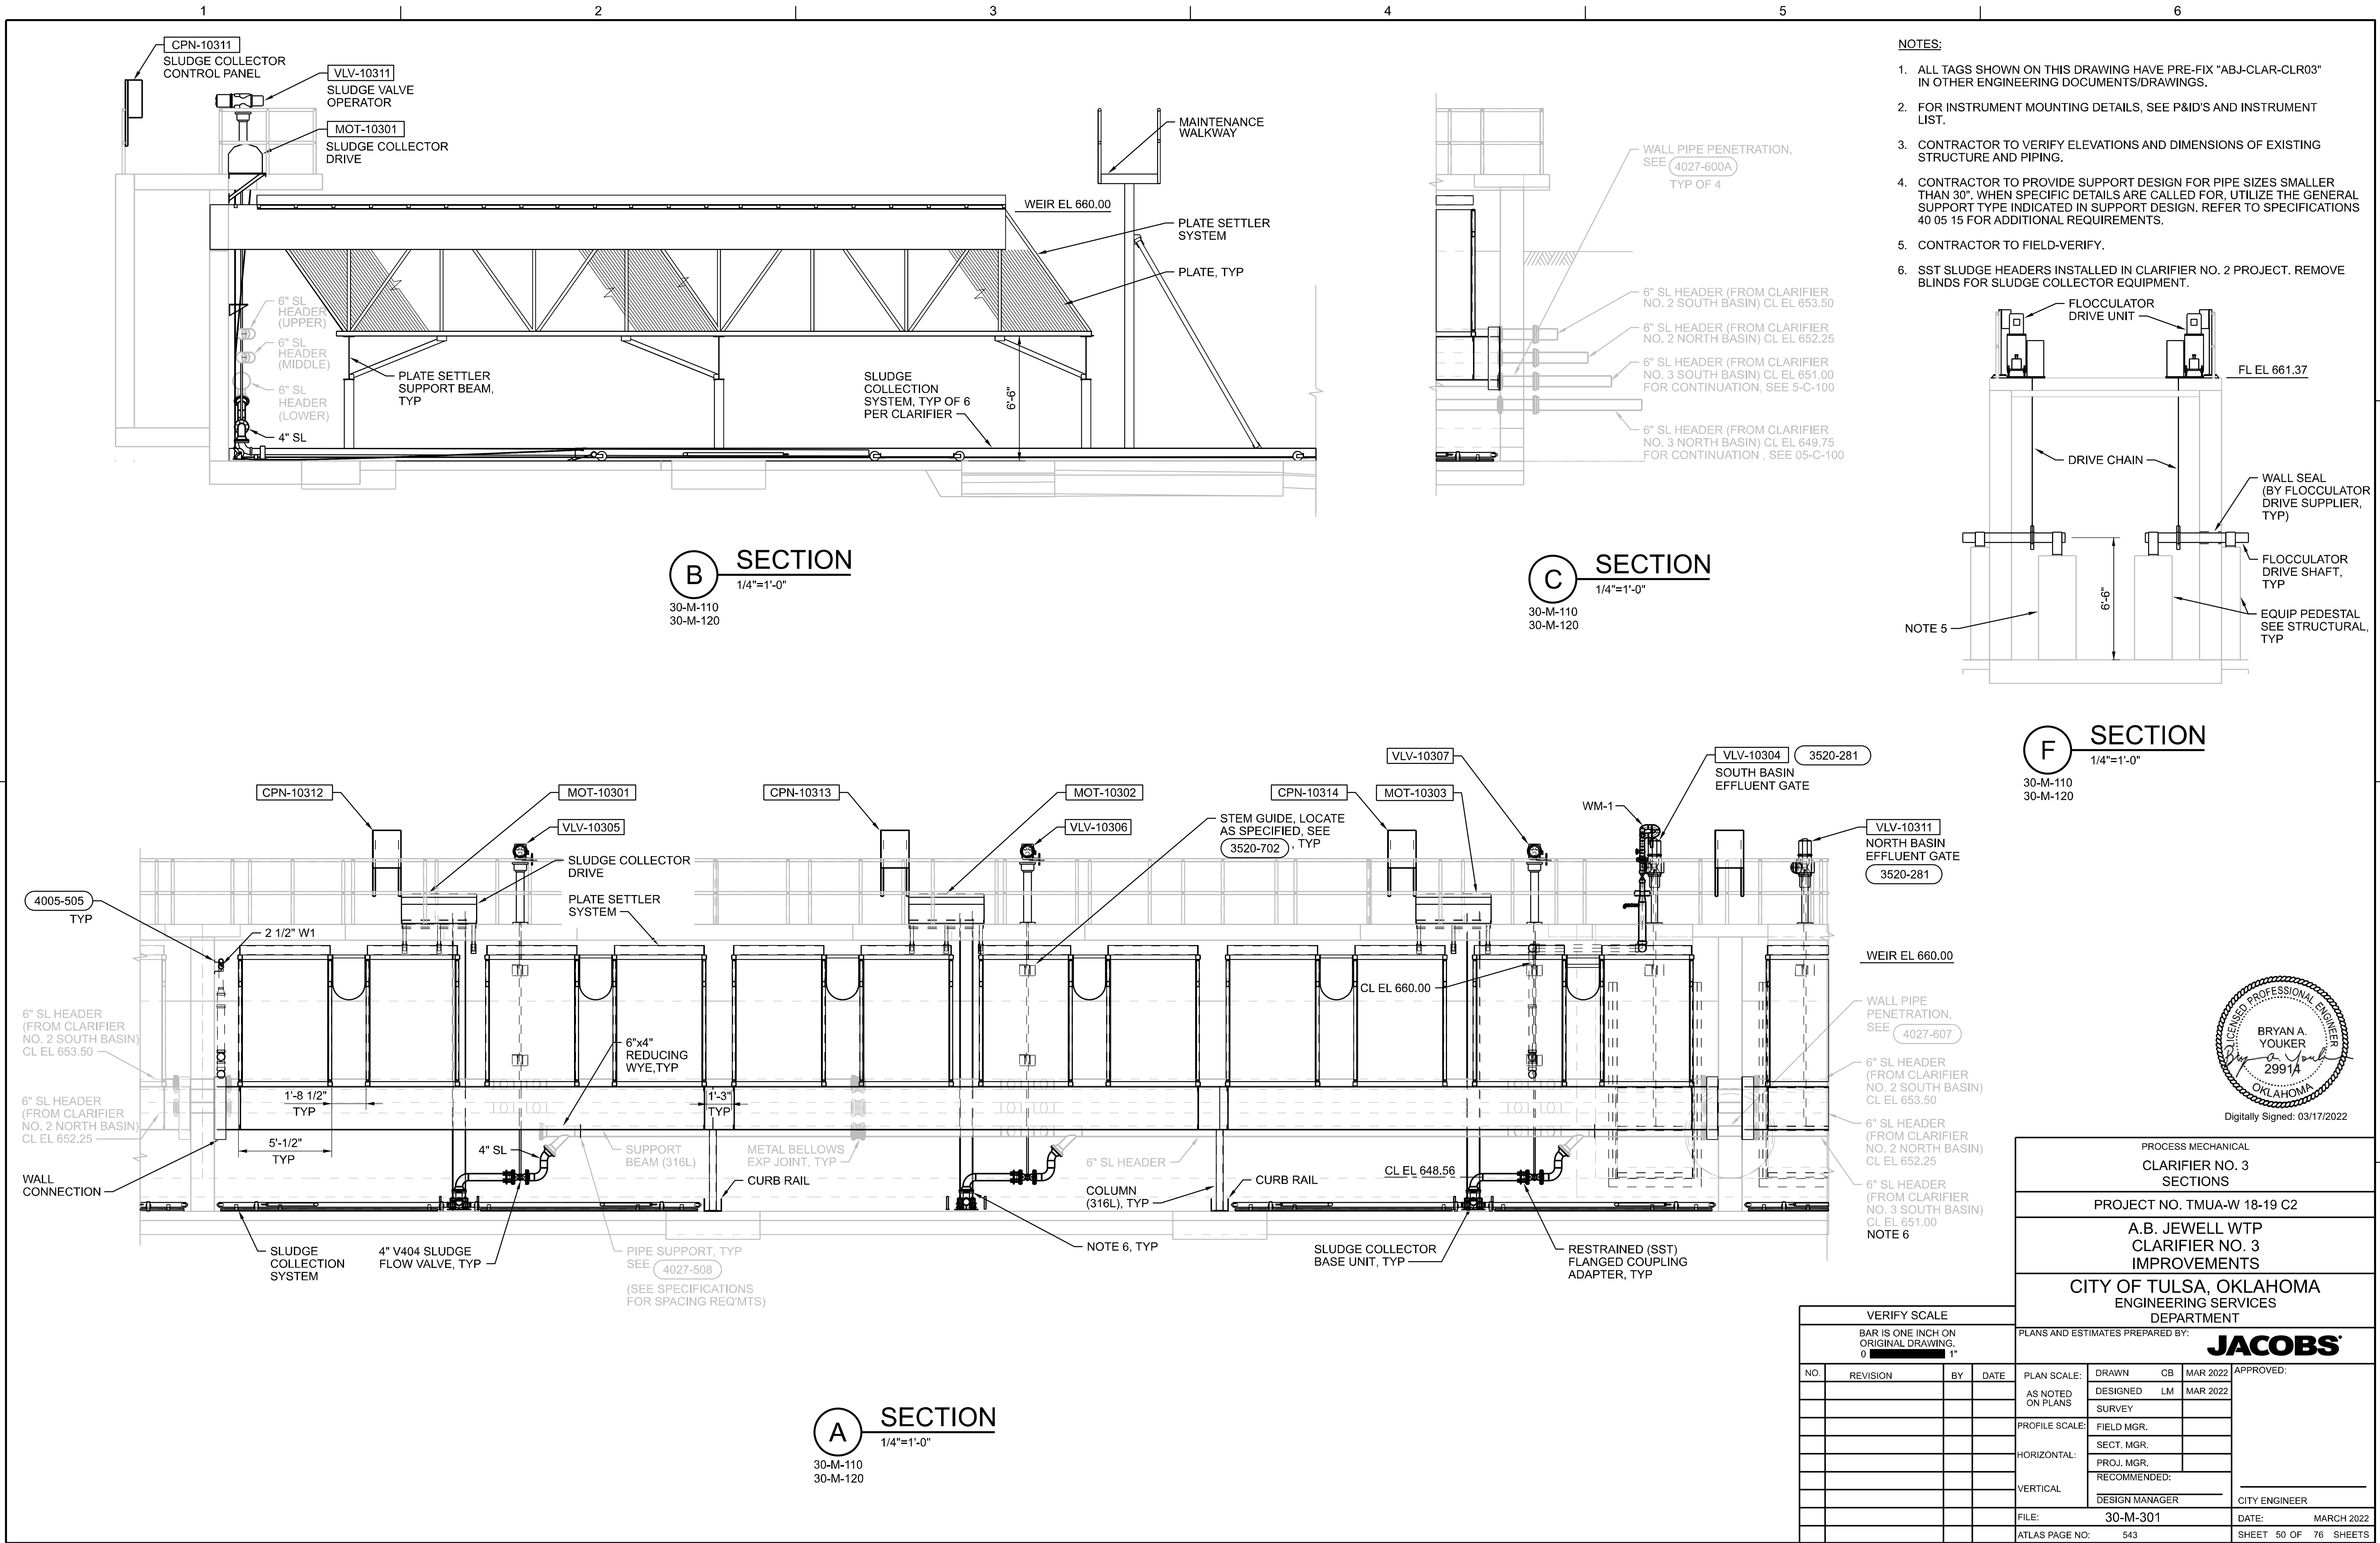 1
2
3
4
5
6
CPN-10311
SLUDGE COLLECTOR
CONTROL PANEL
VLV-10311
SLUDGE VALVE
OPERATOR
MOT-10301
SLUDGE COLLECTOR
DRIVE
MAINTENANCE
WALKWAY
WEIR EL 660.00
PLATE SETTLER
SYSTEM
PLATE, TYP
6" SL
HEADER
(UPPER)
6" SL
HEADER
(MIDDLE)
6" SL
HEADER
(LOWER)
4" SL
PLATE SETTLER
SUPPORT BEAM,
TYP
SLUDGE
COLLECTION
SYSTEM, TYP OF 6
PER CLARIFIER
6'-6"
B
SECTION
1/4"=1'-0"
30-M-110
30-M-120
WALL PIPE PENETRATION,
SEE 4027-600A
TYP OF 4
6" SL HEADER (FROM CLARIFIER
NO. 2 SOUTH BASIN) CL EL 653.50
6" SL HEADER (FROM CLARIFIER
NO. 2 NORTH BASIN) CL EL 652.25
6" SL HEADER (FROM CLARIFIER
NO. 3 SOUTH BASIN) CL EL 651.00
FOR CONTINUATION, SEE 5-C-100
6" SL HEADER (FROM CLARIFIER
NO. 3 NORTH BASIN) CL EL 649.75
FOR CONTINUATION , SEE 05-C-100
C
SECTION
1/4"=1'-0"
30-M-110
30-M-120
NOTES:
1. ALL TAGS SHOWN ON THIS DRAWING HAVE PRE-FIX "ABJ-CLAR-CLR03"
IN OTHER ENGINEERING DOCUMENTS/DRAWINGS.
2. FOR INSTRUMENT MOUNTING DETAILS, SEE P&ID'S AND INSTRUMENT
LIST.
3. CONTRACTOR TO VERIFY ELEVATIONS AND DIMENSIONS OF EXISTING
STRUCTURE AND PIPING.
4. CONTRACTOR TO PROVIDE SUPPORT DESIGN FOR PIPE SIZES SMALLER
THAN 30". WHEN SPECIFIC DETAILS ARE CALLED FOR, UTILIZE THE GENERAL
SUPPORT TYPE INDICATED IN SUPPORT DESIGN. REFER TO SPECIFICATIONS
40 05 15 FOR ADDITIONAL REQUIREMENTS.
5. CONTRACTOR TO FIELD-VERIFY.
6. SST SLUDGE HEADERS INSTALLED IN CLARIFIER NO. 2 PROJECT. REMOVE
BLINDS FOR SLUDGE COLLECTOR EQUIPMENT.
FLOCCULATOR
DRIVE UNIT
FL EL 661.37
DRIVE CHAIN
WALL SEAL
(BY FLOCCULATOR
DRIVE SUPPLIER,
TYP)
FLOCCULATOR
DRIVE SHAFT,
TYP
EQUIP PEDESTAL
SEE STRUCTURAL,
TYP
NOTE 5
6'-6"
F
SECTION
1/4"=1'-0"
30-M-110
30-M-120
CPN-10312
MOT-10301
VLV-10305
SLUDGE COLLECTOR
DRIVE
PLATE SETTLER
SYSTEM
CPN-10313
MOT-10302
VLV-10306
STEM GUIDE, LOCATE
AS SPECIFIED, SEE
3520-702 , TYP
CPN-10314
VLV-10307
MOT-10303
WM-1
VLV-10304 3520-281
SOUTH BASIN
EFFLUENT GATE
VLV-10311
NORTH BASIN
EFFLUENT GATE
3520-281
WEIR EL 660.00
4005-505
TYP
2 1/2" W1
6" SL HEADER
(FROM CLARIFIER
NO. 2 SOUTH BASIN)
CL EL 653.50
6" SL HEADER
(FROM CLARIFIER
NO. 2 NORTH BASIN)
CL EL 652.25
WALL
CONNECTION
1'-8 1/2"
TYP
5'-1/2"
TYP
6"x4"
REDUCING
WYE,TYP
1'-3"
TYP
4" SL
SUPPORT
BEAM (316L)
METAL BELLOWS
EXP JOINT, TYP
CURB RAIL
6" SL HEADER
COLUMN
(316L), TYP
CURB RAIL
CL EL 660.00
CL EL 648.56
SLUDGE
COLLECTION
SYSTEM
4" V404 SLUDGE
FLOW VALVE, TYP
PIPE SUPPORT, TYP
SEE 4027-508
(SEE SPECIFICATIONS
FOR SPACING REQ'MTS)
NOTE 6, TYP
SLUDGE COLLECTOR
BASE UNIT, TYP
RESTRAINED (SST)
FLANGED COUPLING
ADAPTER, TYP
WALL PIPE
PENETRATION,
SEE 4027-607
6" SL HEADER
(FROM CLARIFIER
NO. 2 SOUTH BASIN)
CL EL 653.50
6" SL HEADER
(FROM CLARIFIER
NO. 2 NORTH BASIN)
CL EL 652.25
6" SL HEADER
(FROM CLARIFIER
NO. 3 SOUTH BASIN)
CL EL 651.00
NOTE 6
A
SECTION
1/4"=1'-0"
30-M-110
30-M-120
LICENSED PROFESSIONAL ENGINEER
BRYAN A.
YOUKER
29914
OKLAHOMA
Digitally Signed: 03/17/2022
PROCESS MECHANICAL
CLARIFIER NO. 3
SECTIONS
PROJECT NO. TMUA-W 18-19 C2
A.B. JEWELL WTP
CLARIFIER NO. 3
IMPROVEMENTS
CITY OF TULSA, OKLAHOMA
ENGINEERING SERVICES
DEPARTMENT
PLANS AND ESTIMATES PREPARED BY:
JACOBS
VERIFY SCALE
BAR IS ONE INCH ON
ORIGINAL DRAWING.
0 1"
NO. REVISION BY DATE
PLAN SCALE:
AS NOTED
ON PLANS
PROFILE SCALE:
HORIZONTAL:
VERTICAL
DRAWN CB MAR 2022
DESIGNED LM MAR 2022
SURVEY
FIELD MGR.
SECT. MGR.
PROJ. MGR.
RECOMMENDED:
DESIGN MANAGER
APPROVED:
CITY ENGINEER
FILE: 30-M-301
DATE: MARCH 2022
ATLAS PAGE NO: 543
SHEET 50 OF 76 SHEETS